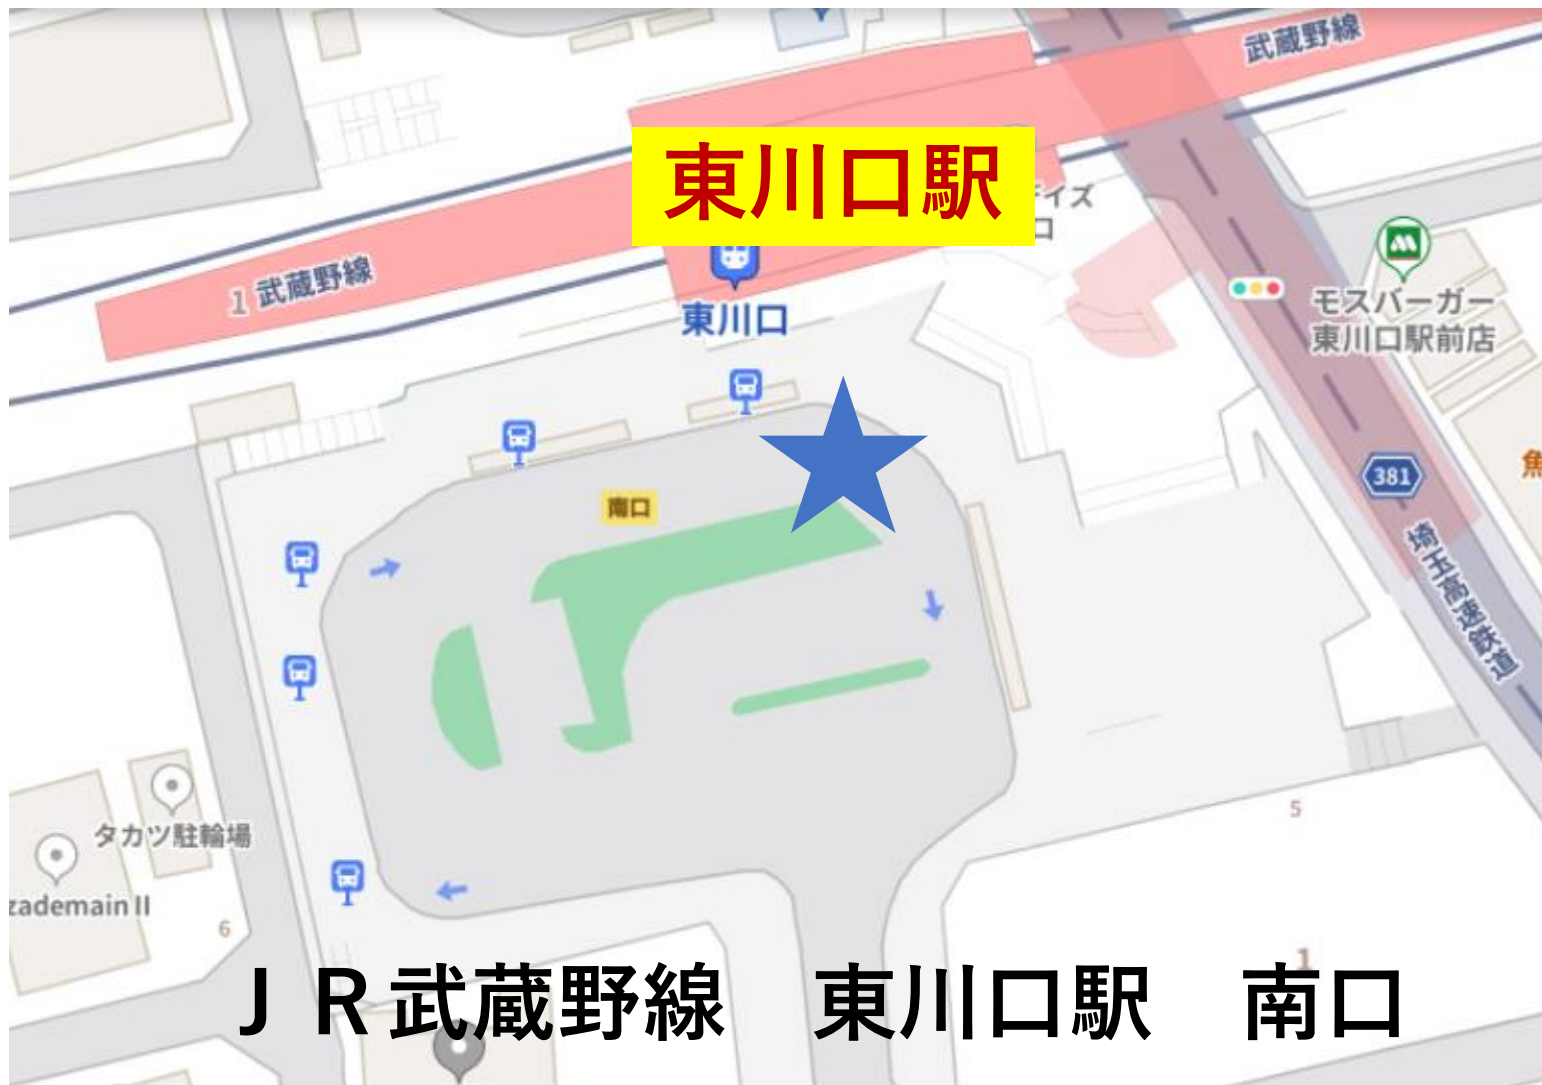 武蔵野線
東川口駅
イズ
口
1 武蔵野線
東川口
モスバーガー
東川口駅前店
南口
381
魚
埼玉高速鉄道
5
タカツ駐輪場
zademain II
6
1
ＪＲ武蔵野線　東川口駅　南口